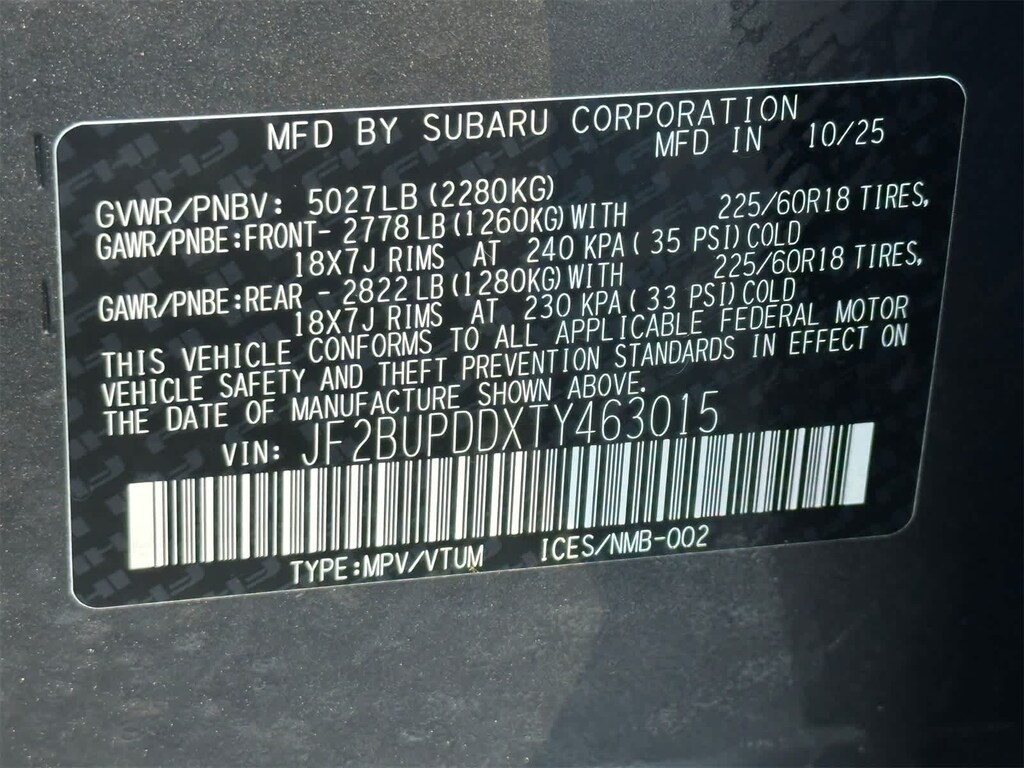 MFD BY SUBARU CORPORATION
MFD IN 10/25
GVWR/PNBV: 5027LB (2280KG)
GAWR/PNBE:FRONT- 2778 LB (1260KG) WITH 225/60R18 TIRES,
18X7J RIMS AT 240 KPA ( 35 PSI) COLD
GAWR/PNBE:REAR - 2822 LB (1280KG) WITH 225/60R18 TIRES,
18X7J RIMS AT 230 KPA ( 33 PSI) COLD
THIS VEHICLE CONFORMS TO ALL APPLICABLE FEDERAL MOTOR
VEHICLE SAFETY AND THEFT PREVENTION STANDARDS IN EFFECT ON
THE DATE OF MANUFACTURE SHOWN ABOVE.
VIN: JF2BUPDDXTY463015
TYPE:MPV/VTUM ICES/NMB-002